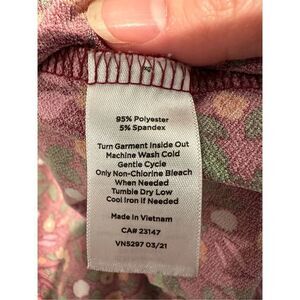 95% Polyester
5% Spandex
Turn Garment Inside Out
Machine Wash Cold
Gentle Cycle
Only Non-Chlorine Bleach
When Needed
Tumble Dry Low
Cool Iron if Needed
Made in Vietnam
CA# 23147
VN5297 03/21